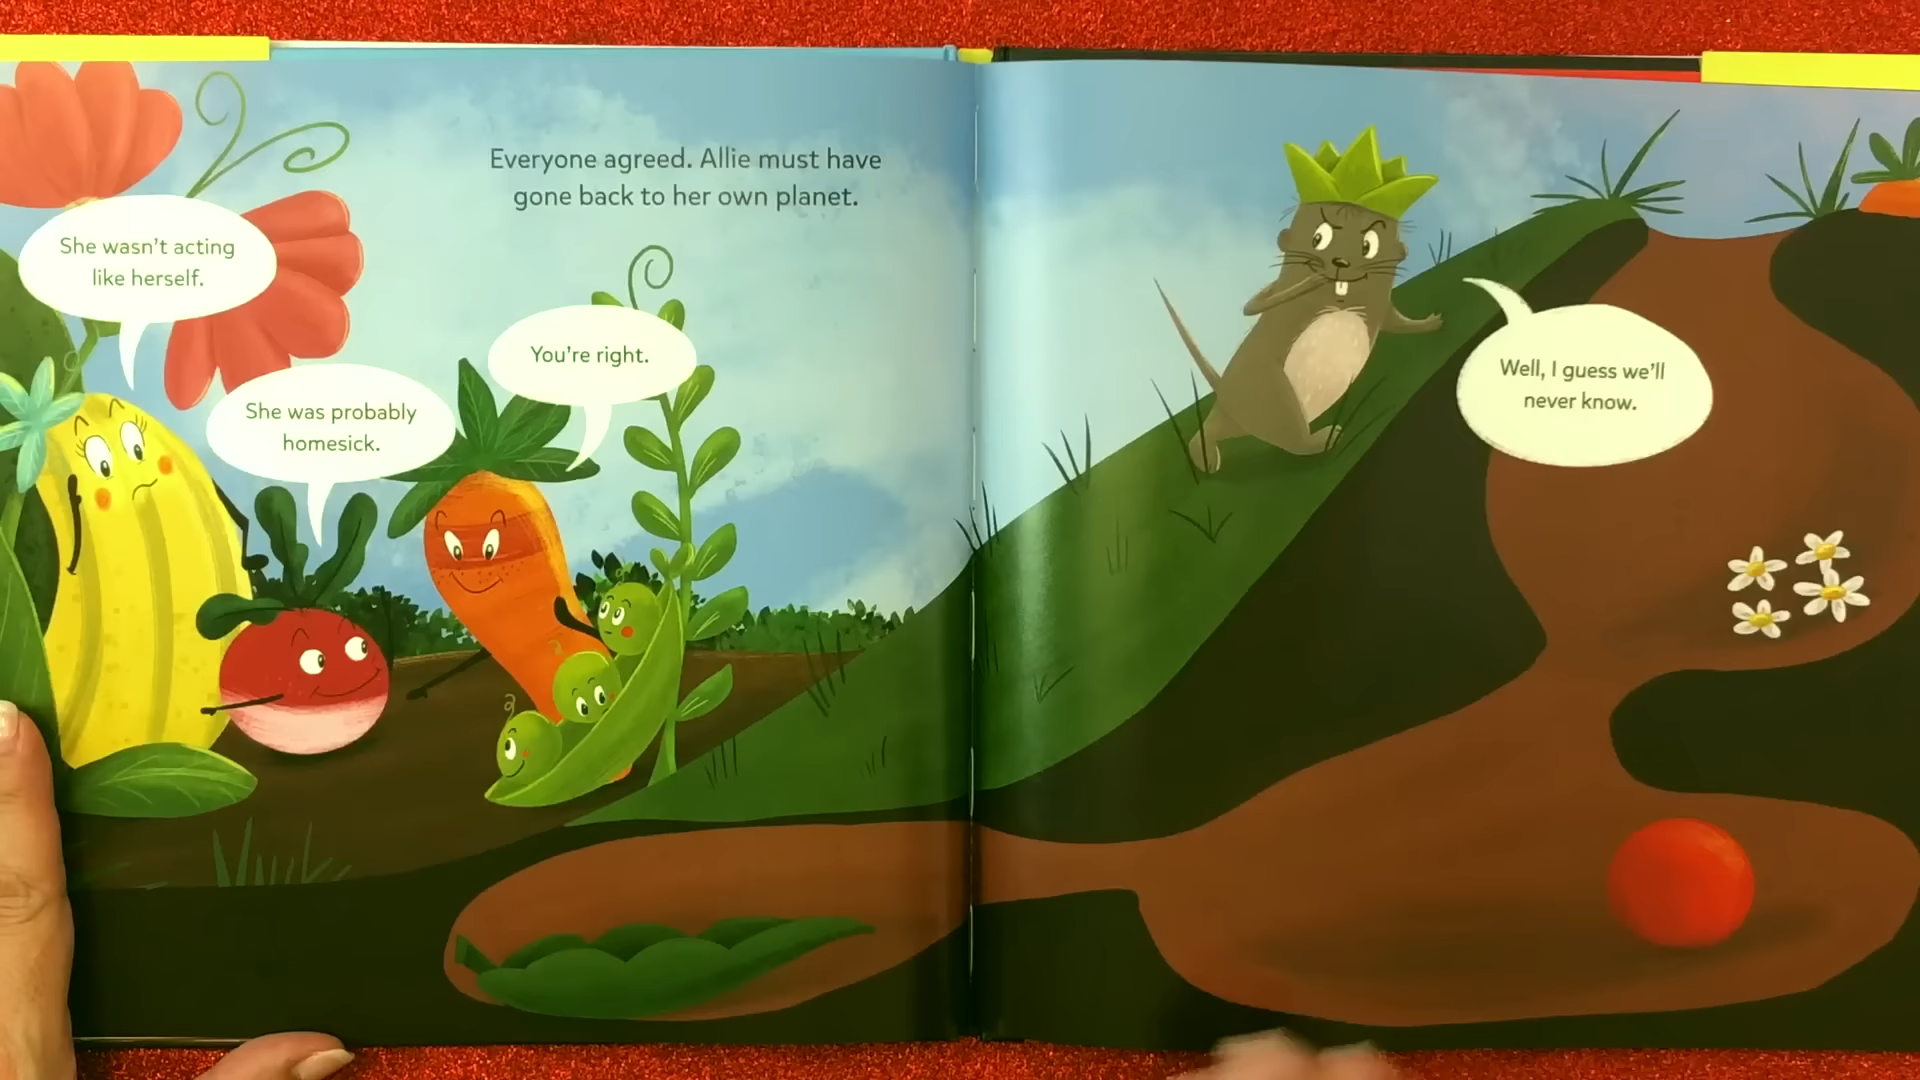 Everyone agreed. Allie must have
gone back to her own planet.
She wasn't acting
like herself.
She was probably
homesick.
You're right.
Well, I guess we'll
never know.